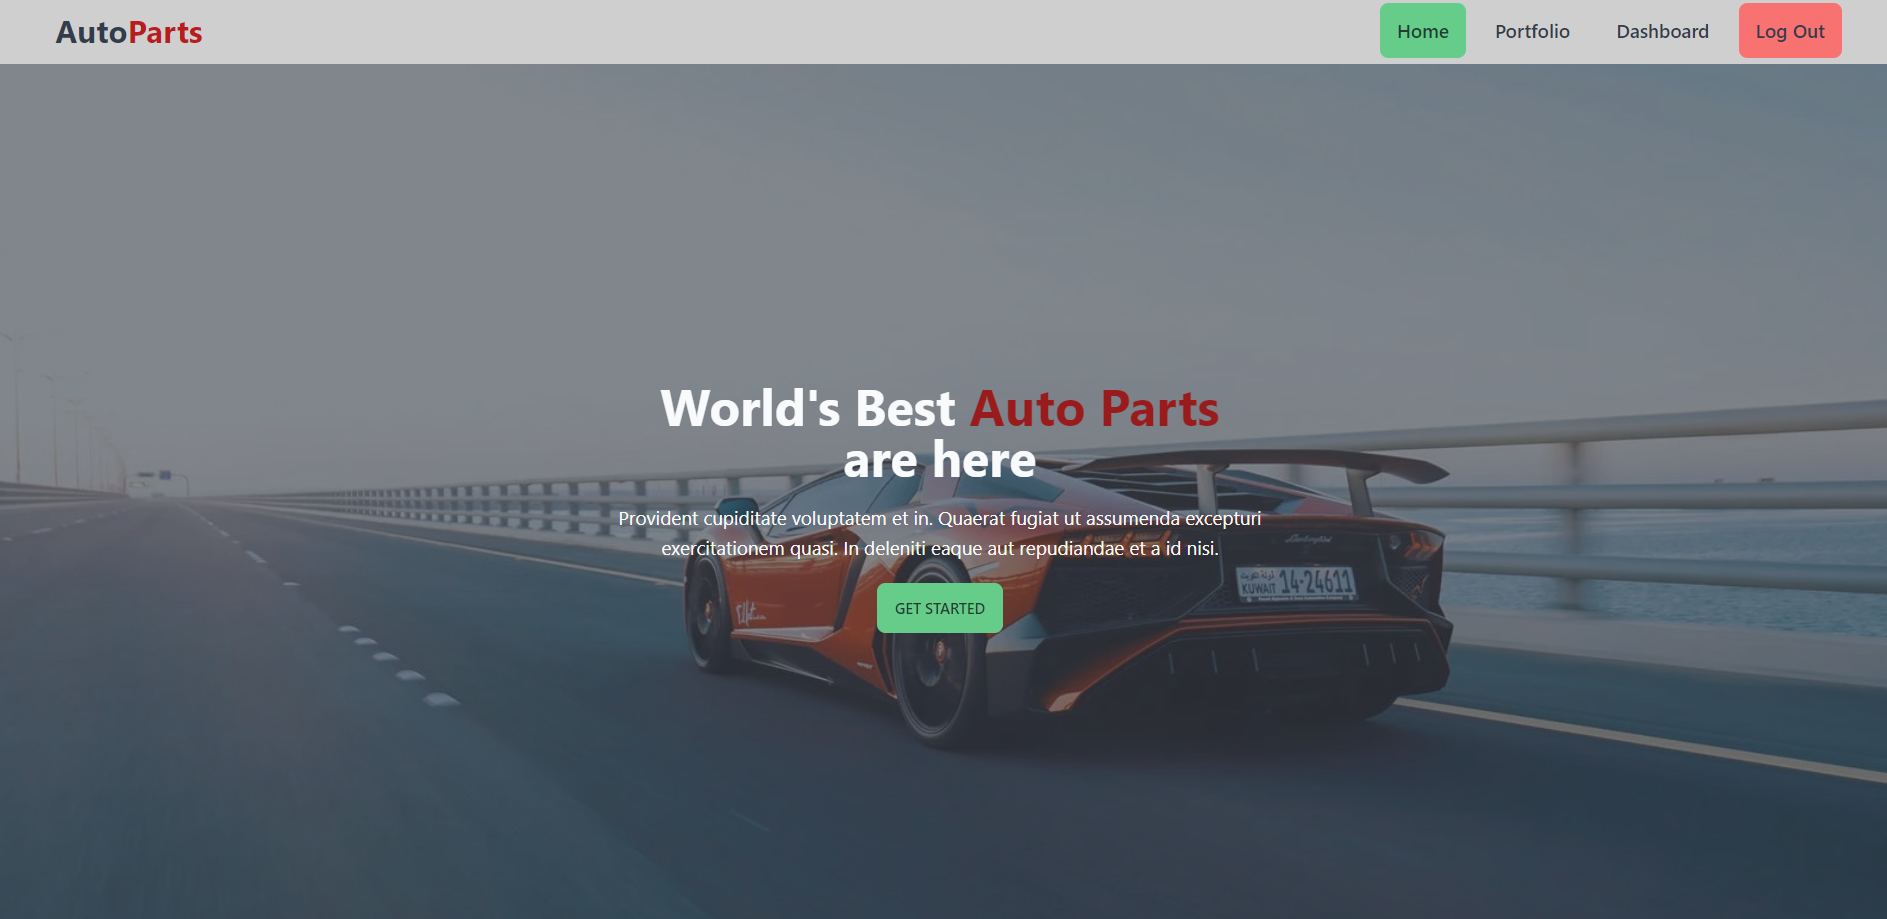 AutoParts
Home Portfolio Dashboard Log Out
World's Best Auto Parts
are here
Provident cupiditate voluptatem et in. Quaerat fugiat ut assumenda excepturi
exercitationem quasi. In deleniti eaque aut repudiandae et a id nisi.
GET STARTED
Lamborghini
KUWAIT 14-24611